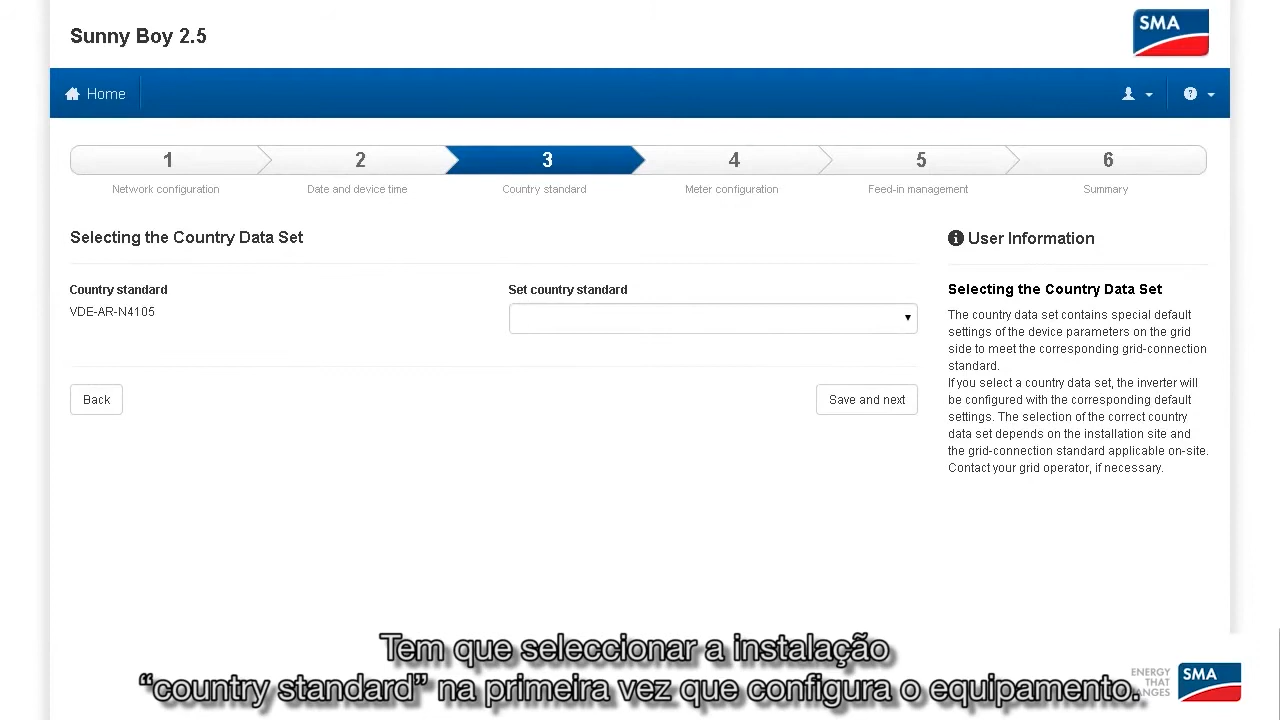 Sunny Boy 2.5
SMA
Home
1
2
3
4
5
6
Network configuration
Date and device time
Country standard
Meter configuration
Feed-in management
Summary
Selecting the Country Data Set
Country standard
VDE-AR-N4105
Set country standard
Back
Save and next
User Information
Selecting the Country Data Set
The country data set contains special default
settings of the device parameters on the grid
side to meet the corresponding grid-connection
standard.
If you select a country data set, the inverter will
be configured with the corresponding default
settings. The selection of the correct country
data set depends on the installation site and
the grid-connection standard applicable on-site.
Contact your grid operator, if necessary.
Tem que seleccionar a instalação
“country standard” na primeira vez que configura o equipamento.
ENERGY
THAT
ANGES
SMA